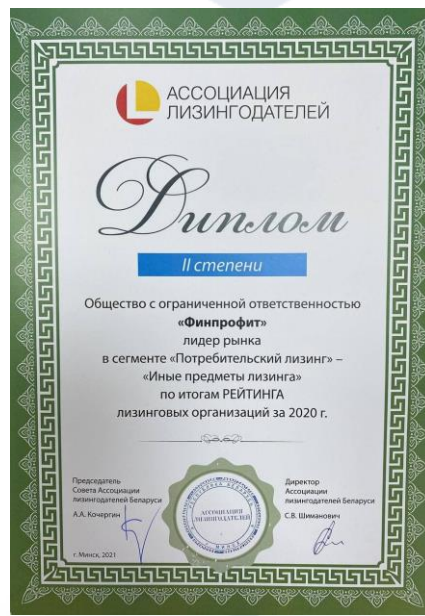 АССОЦИАЦИЯ
ЛИЗИНГОДАТЕЛЕЙ
Диплом
II степени
Общество с ограниченной ответственностью
«Финпрофит»
лидер рынка
в сегменте «Потребительский лизинг» –
«Иные предметы лизинга»
по итогам РЕЙТИНГА
лизинговых организаций за 2020 г.
Председатель
Совета Ассоциации
лизингодателей Беларуси
А.А. Кочергин
г. Минск, 2021
АССОЦИАЦИЯ
ЛИЗИНГОДАТЕЛЕЙ
Директор
Ассоциации
лизингодателей Беларуси
С.В. Шиманович